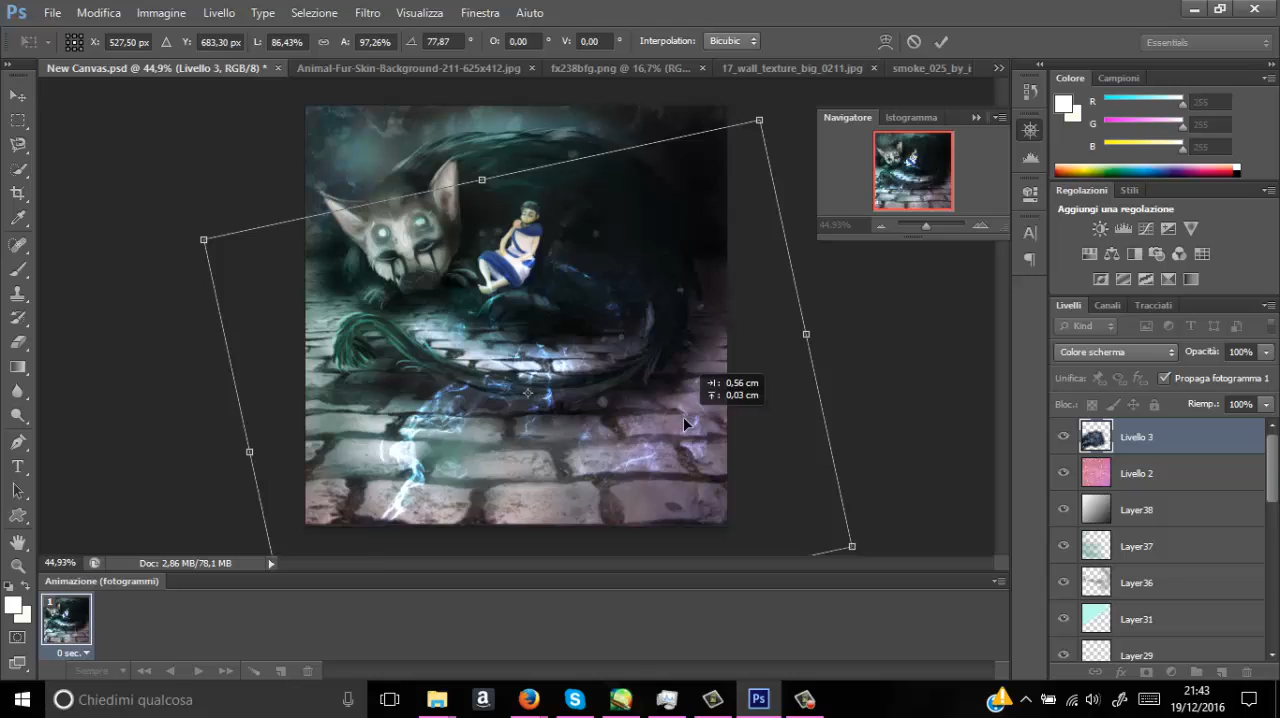 Ps File Modifica Immagine Livello Type Selezione Filtro Visualizza Finestra Aiuto
X: 527,50 px Y: 683,30 px L: 86,43% A: 97,26% 77,87 ° O: 0,00 ° V: 0,00 ° Interpolation: Bicubic Essentials
New Canvas.psd @ 44,9% (Livello 3, RGB/8) * × Animal-Fur-Skin-Background-211-625x412.jpg × fx238bfg.png @ 16,7% (RG... × 17_wall_texture_big_0211.jpg × smoke_025_by_i
Colore Campioni
R 255
G 255
B 255
Navigatore Istogramma
44,93%
Regolazioni Stili
Aggiungi una regolazione
Livelli Canali Tracciati
Kind
Colore scherma Opacità: 100%
Unifica: Propaga fotogramma 1
Bloc.: Riemp.: 100%
Livello 3
Livello 2
Layer38
Layer37
Layer36
Layer31
Layer29
0,56 cm
0,03 cm
44,93% Doc: 2,86 MB/78,1 MB
Animazione (fotogrammi)
1
0 sec.
Sempre
Chiedimi qualcosa
Ps
21:43
19/12/2016